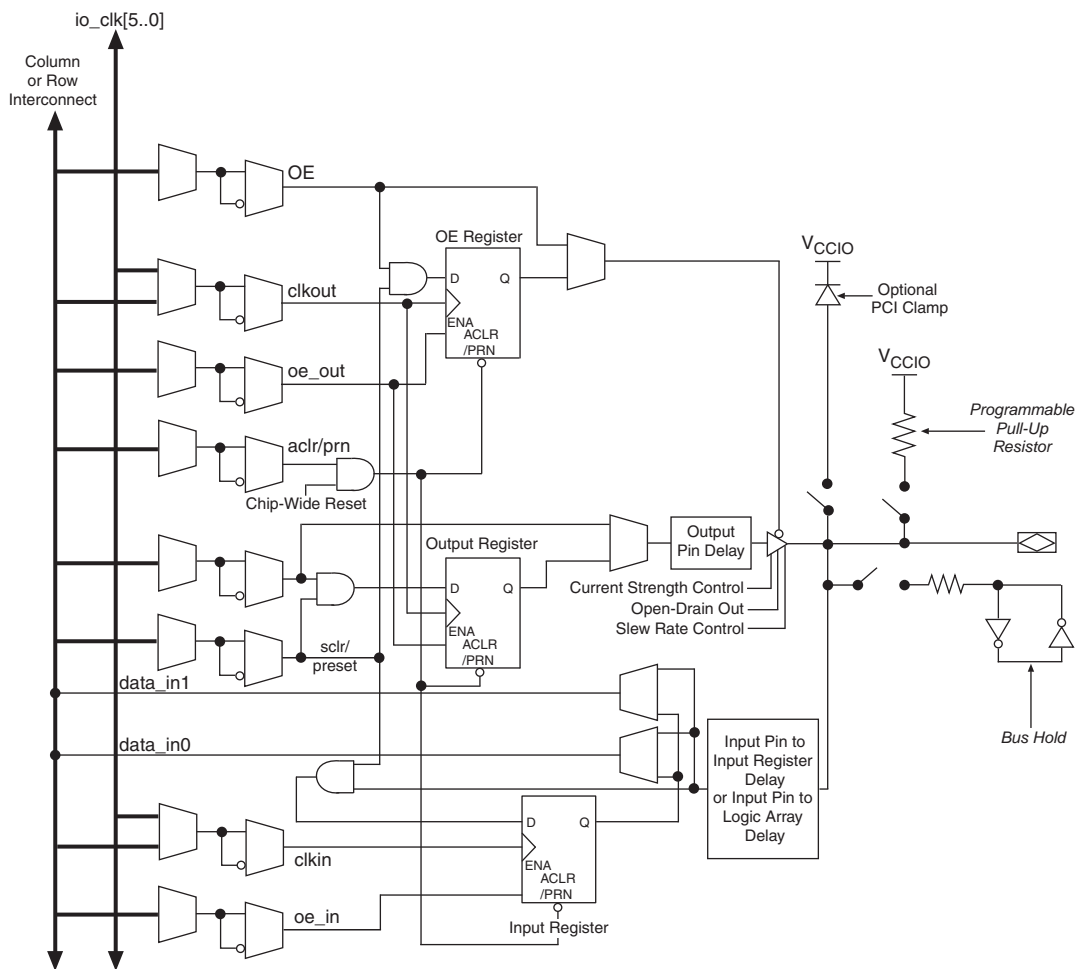 io_clk[5..0]
Column
or Row
Interconnect
OE
OE Register
D
Q
ENA
ACLR
/PRN
clkout
oe_out
aclr/prn
Chip-Wide Reset
VCCIO
Optional
PCI Clamp
VCCIO
Programmable
Pull-Up
Resistor
Output Register
D
Q
ENA
ACLR
/PRN
Output
Pin Delay
Current Strength Control
Open-Drain Out
Slew Rate Control
sclr/
preset
data_in1
data_in0
Bus Hold
Input Pin to
Input Register
Delay
or Input Pin to
Logic Array
Delay
D
Q
ENA
ACLR
/PRN
clkin
oe_in
Input Register